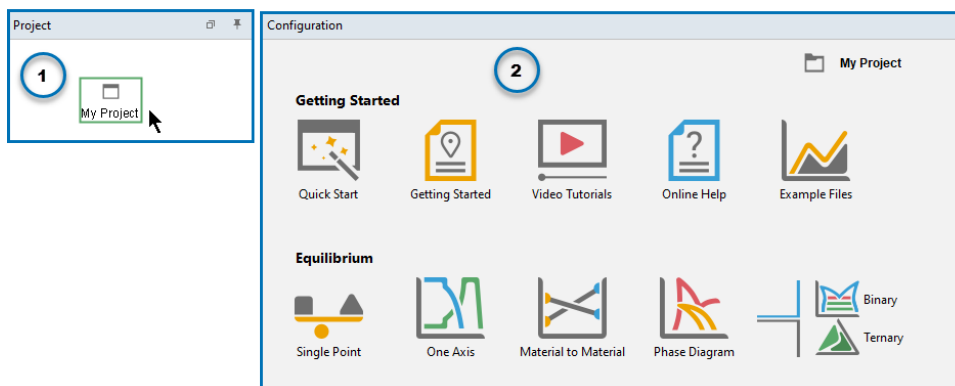 Project
1
My Project
Configuration
2
My Project
Getting Started
Quick Start
Getting Started
Video Tutorials
?
Online Help
Example Files
Equilibrium
Single Point
One Axis
Material to Material
Phase Diagram
Binary
Ternary